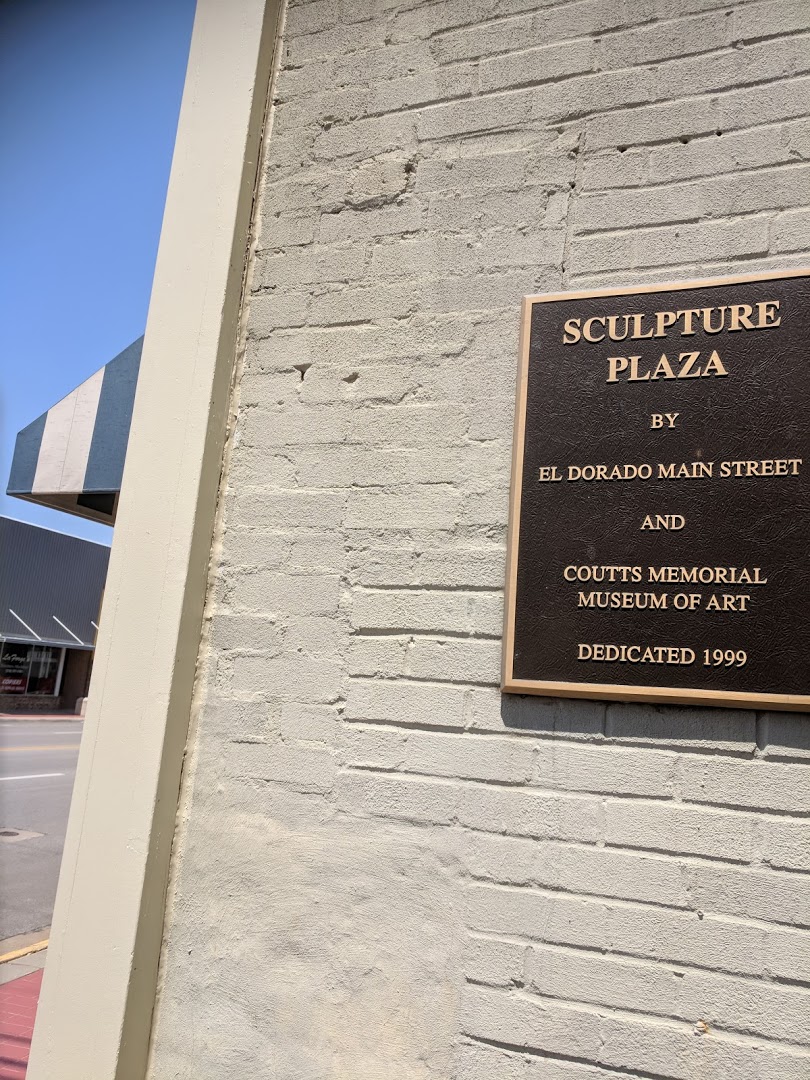 SCULPTURE
PLAZA
BY
EL DORADO MAIN STREET
AND
COUTTS MEMORIAL
MUSEUM OF ART
DEDICATED 1999